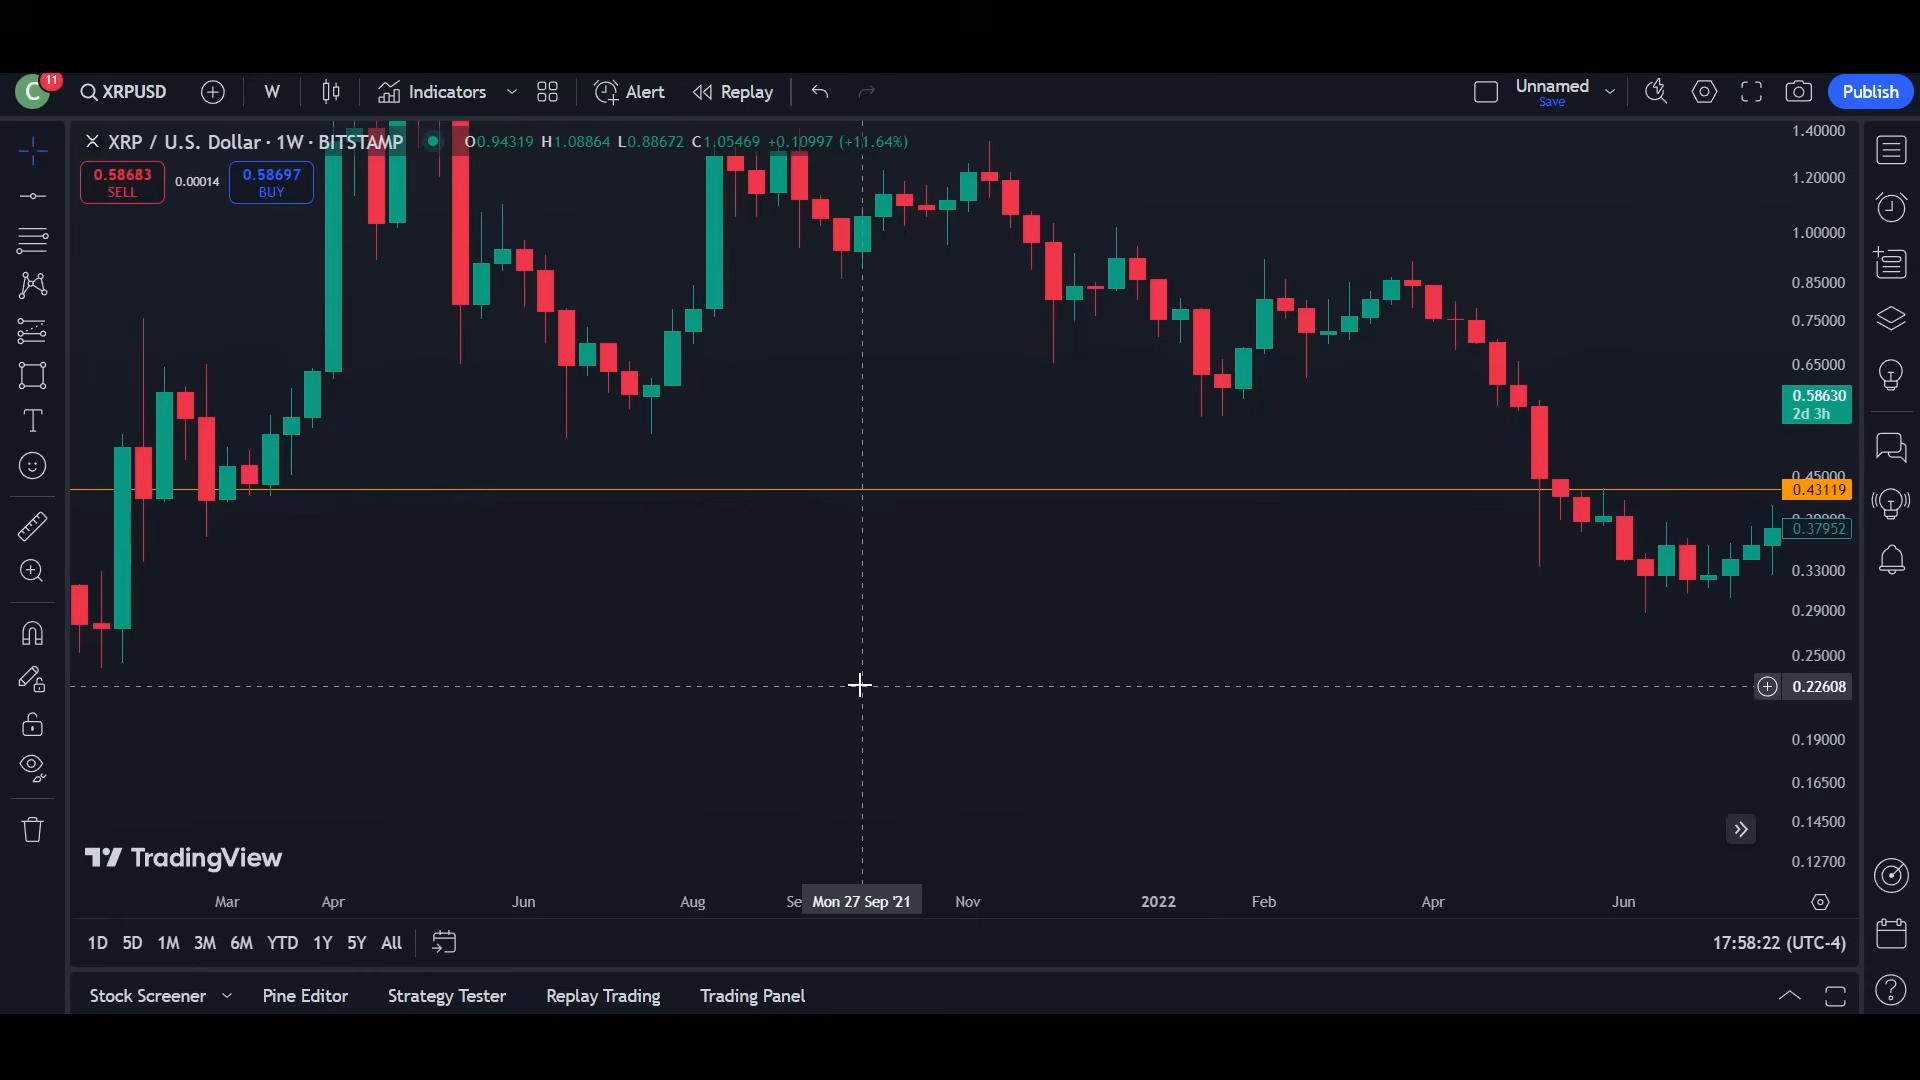 C 11 XRPUSD W Indicators Alert Replay Unnamed Save Publish
XRP / U.S. Dollar · 1W · BITSTAMP O0.94319 H1.08864 L0.88672 C1.05469 +0.10997 (+11.64%)
0.58683 SELL 0.00014 0.58697 BUY
1.40000
1.20000
1.00000
0.85000
0.75000
0.65000
0.58630
2d 3h
0.45000
0.43119
0.37952
0.33000
0.29000
0.25000
0.22608
0.19000
0.16500
0.14500
0.12700
TradingView
Mar Apr Jun Aug Se Mon 27 Sep '21 Nov 2022 Feb Apr Jun
1D 5D 1M 3M 6M YTD 1Y 5Y All 17:58:22 (UTC-4)
Stock Screener Pine Editor Strategy Tester Replay Trading Trading Panel